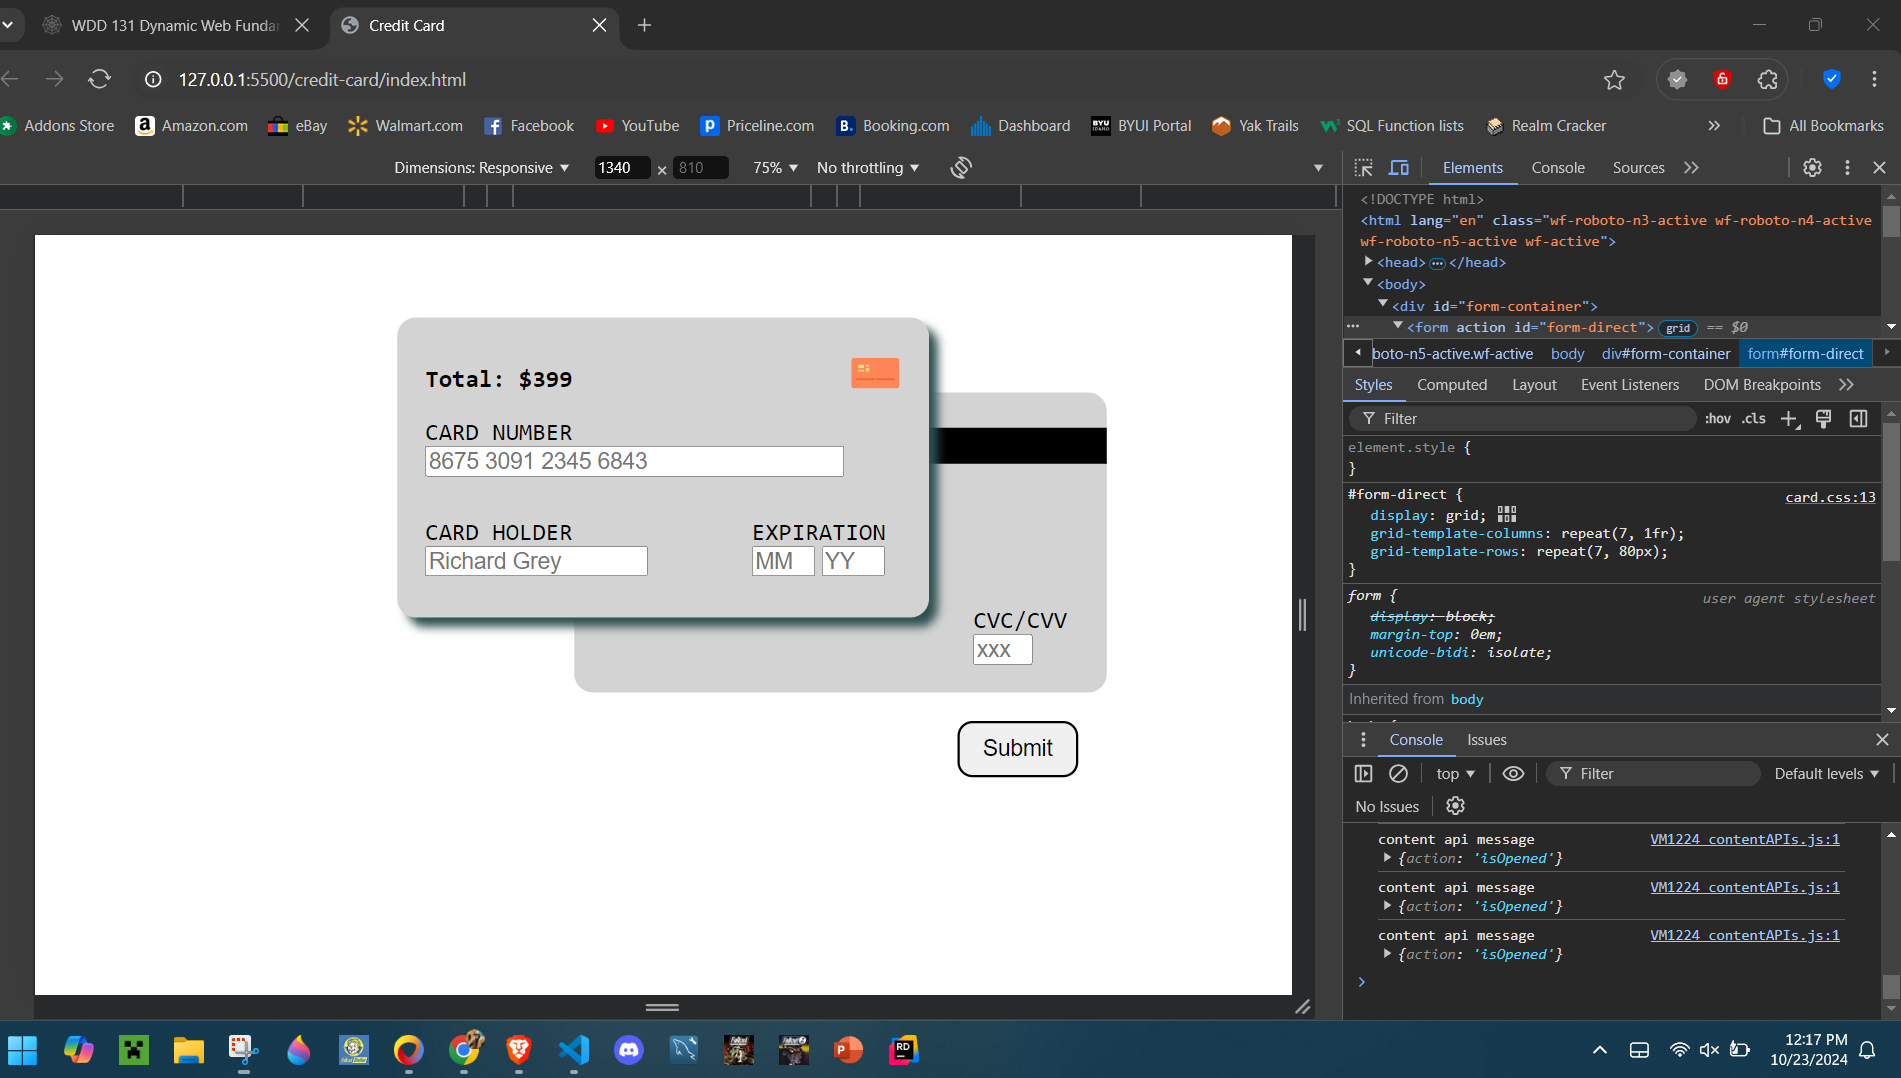 WDD 131 Dynamic Web Funda
Credit Card
127.0.0.1:5500/credit-card/index.html
Addons Store
Amazon.com
eBay
Walmart.com
Facebook
YouTube
Priceline.com
Booking.com
Dashboard
BYUI Portal
Yak Trails
SQL Function lists
Realm Cracker
All Bookmarks
Dimensions: Responsive
1340 × 810
75%
No throttling
Total: $399
CARD NUMBER
8675 3091 2345 6843
CARD HOLDER
EXPIRATION
Richard Grey
MM
YY
CVC/CVV
xxx
Submit
Elements
Console
Sources
<!DOCTYPE html>
<html lang="en" class="wf-roboto-n3-active wf-roboto-n4-active
wf-roboto-n5-active wf-active">
<head> ••• </head>
<body>
<div id="form-container">
••• <form action id="form-direct"> grid == $0
boto-n5-active.wf-active
body
div#form-container
form#form-direct
Styles
Computed
Layout
Event Listeners
DOM Breakpoints
Filter
:hov
.cls
element.style {
}
#form-direct {
card.css:13
display: grid;
grid-template-columns: repeat(7, 1fr);
grid-template-rows: repeat(7, 80px);
}
form {
user agent stylesheet
display: block;
margin-top: 0em;
unicode-bidi: isolate;
}
Inherited from body
Console
Issues
top
Filter
Default levels
No Issues
content api message
VM1224 contentAPIs.js:1
{action: 'isOpened'}
content api message
VM1224 contentAPIs.js:1
{action: 'isOpened'}
content api message
VM1224 contentAPIs.js:1
{action: 'isOpened'}
12:17 PM
10/23/2024